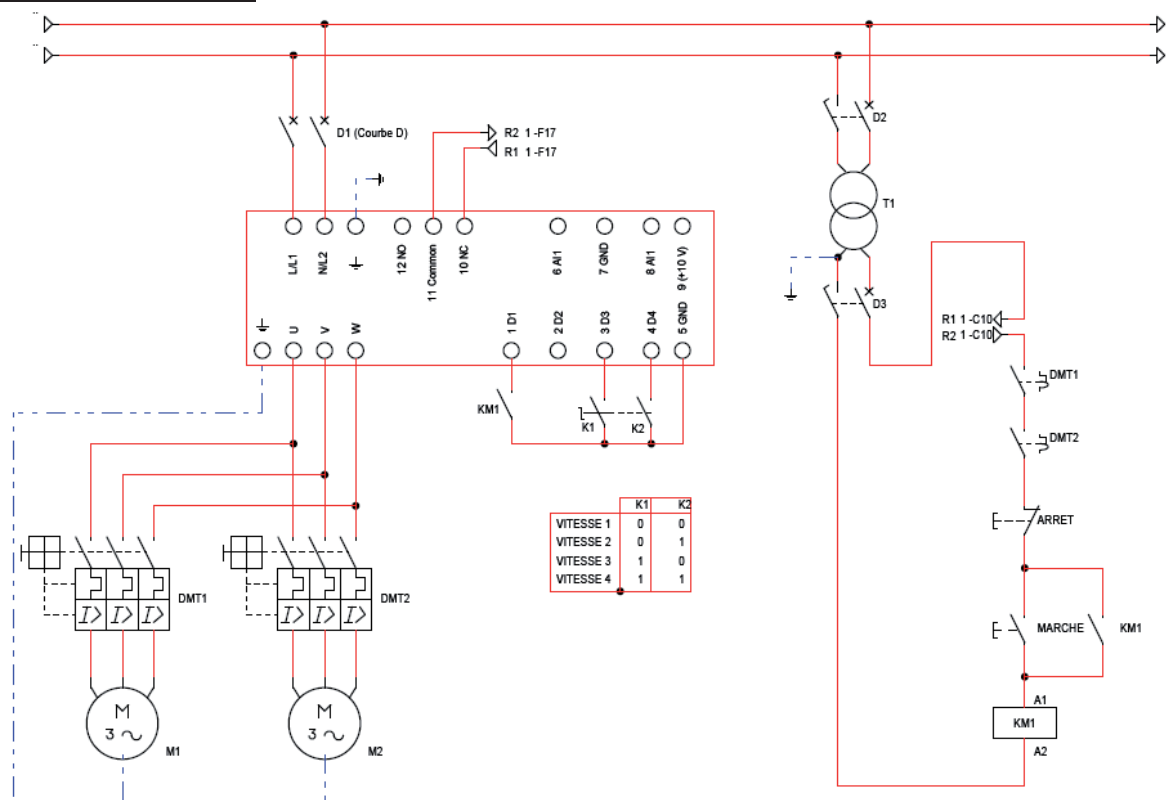 D1 (Courbe D)
R2 1 -F17
R1 1 -F17
D2
T1
L/L1
N/L2
12 NO
11 Common
10 NC
6 AI1
7 GND
8 AI1
9 (+10 V)
U
V
W
1 D1
2 D2
3 D3
4 D4
5 GND
D3
R1 1 -C10
R2 1 -C10
DMT1
DMT2
KM1
K1
K2
K1 K2
VITESSE 1 0 0
VITESSE 2 0 1
VITESSE 3 1 0
VITESSE 4 1 1
ARRET
MARCHE
KM1
A1
KM1
A2
I> I> I>
DMT1
I> I> I>
DMT2
M
3 ~
M1
M
3 ~
M2